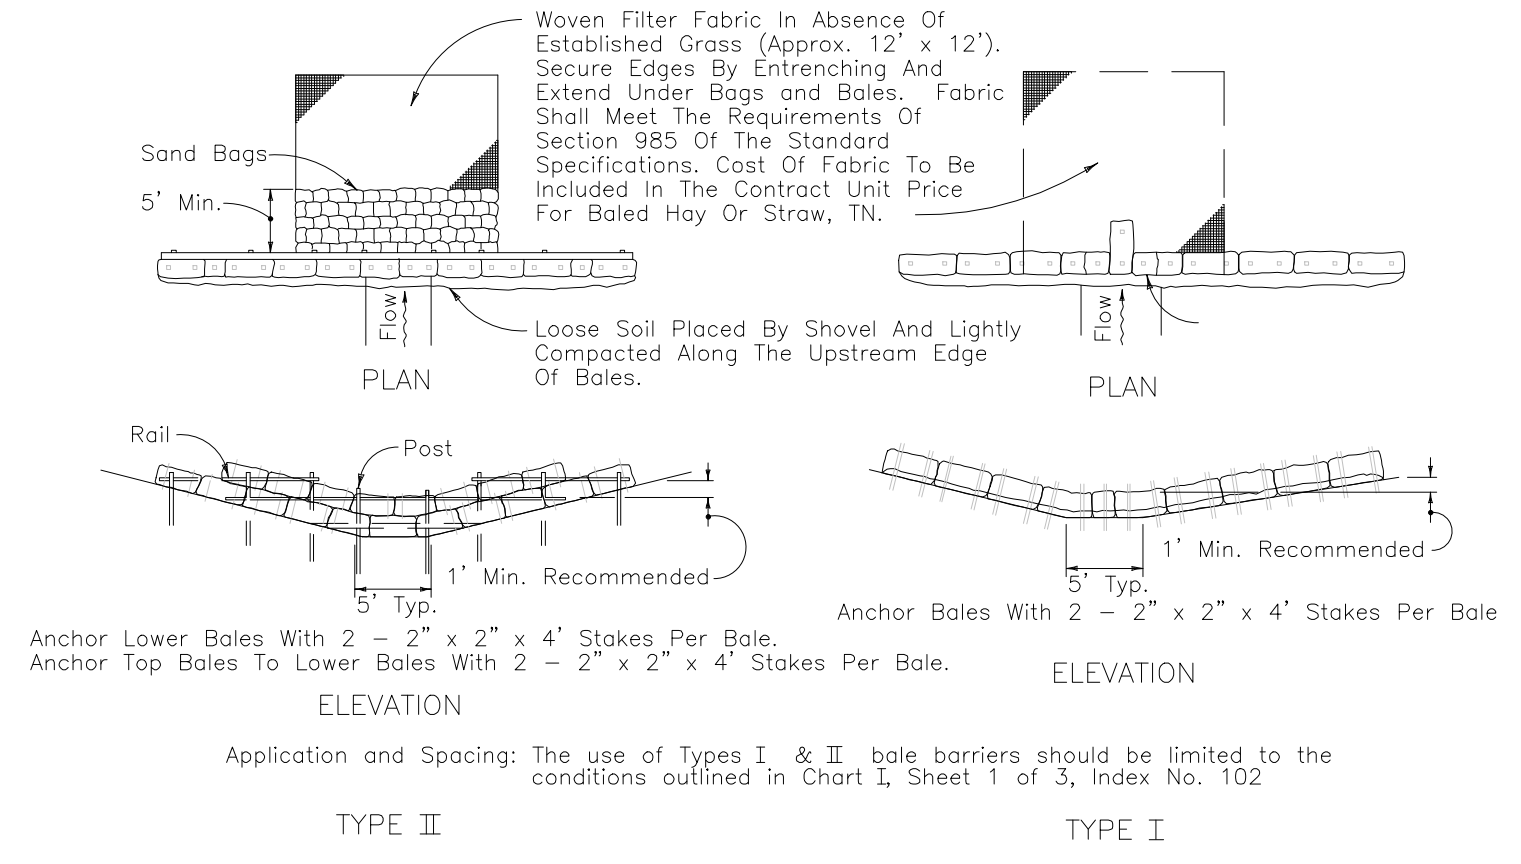 Woven Filter Fabric In Absence Of
Established Grass (Approx. 12' x 12').
Secure Edges By Entrenching And
Extend Under Bags and Bales. Fabric
Shall Meet The Requirements Of
Section 985 Of The Standard
Specifications. Cost Of Fabric To Be
Included In The Contract Unit Price
For Baled Hay Or Straw, TN.
Sand Bags
5' Min.
Flow
Flow
Loose Soil Placed By Shovel And Lightly
Compacted Along The Upstream Edge
Of Bales.
PLAN
PLAN
Rail
Post
1' Min. Recommended
5' Typ.
1' Min. Recommended
5' Typ.
Anchor Bales With 2 – 2” x 2” x 4' Stakes Per Bale
Anchor Lower Bales With 2 – 2” x 2” x 4' Stakes Per Bale.
Anchor Top Bales To Lower Bales With 2 – 2” x 2” x 4' Stakes Per Bale.
ELEVATION
ELEVATION
Application and Spacing: The use of Types I & II bale barriers should be limited to the
conditions outlined in Chart I, Sheet 1 of 3, Index No. 102
TYPE II
TYPE I